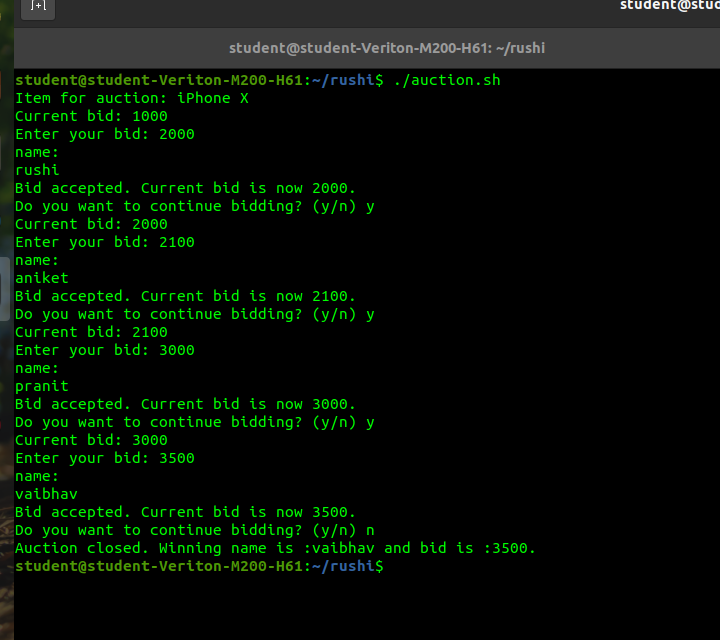 student@stud
student@student-Veriton-M200-H61: ~/rushi
student@student-Veriton-M200-H61:~/rushi$ ./auction.sh
Item for auction: iPhone X
Current bid: 1000
Enter your bid: 2000
name:
rushi
Bid accepted. Current bid is now 2000.
Do you want to continue bidding? (y/n) y
Current bid: 2000
Enter your bid: 2100
name:
aniket
Bid accepted. Current bid is now 2100.
Do you want to continue bidding? (y/n) y
Current bid: 2100
Enter your bid: 3000
name:
pranit
Bid accepted. Current bid is now 3000.
Do you want to continue bidding? (y/n) y
Current bid: 3000
Enter your bid: 3500
name:
vaibhav
Bid accepted. Current bid is now 3500.
Do you want to continue bidding? (y/n) n
Auction closed. Winning name is :vaibhav and bid is :3500.
student@student-Veriton-M200-H61:~/rushi$